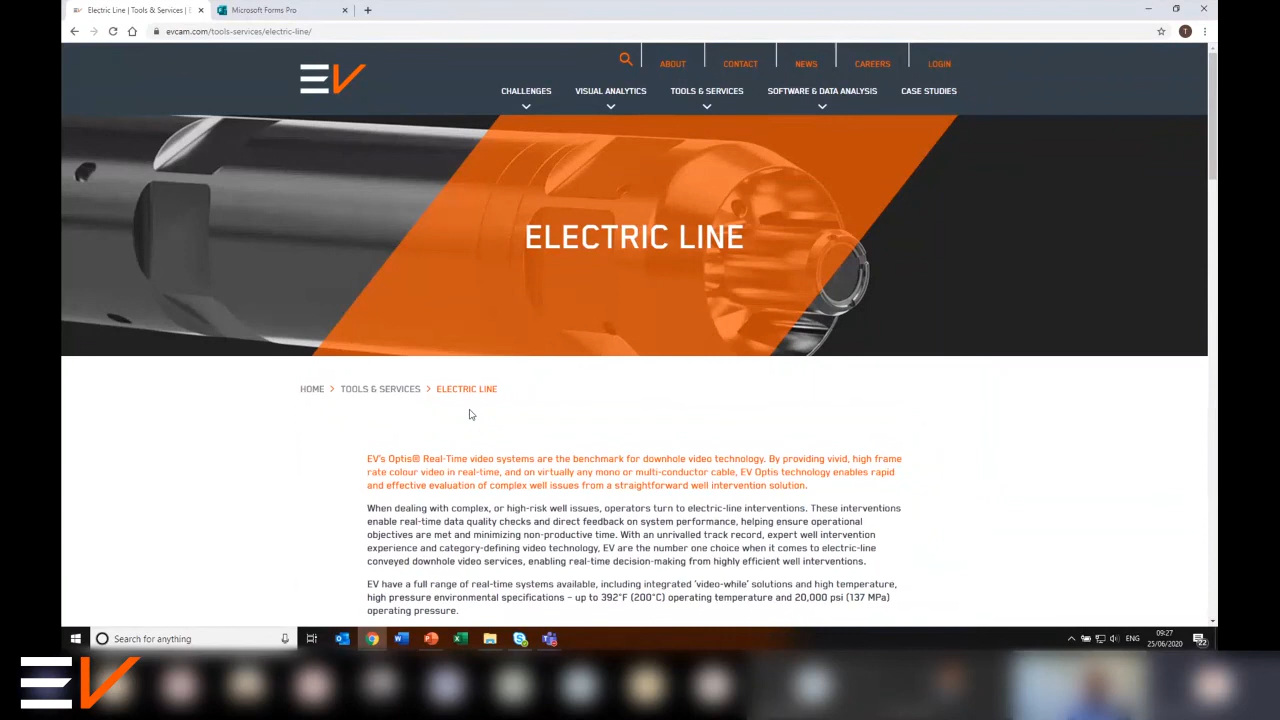 Electric Line | Tools & Services | E
Microsoft Forms Pro
evcam.com/tools-services/electric-line/
T
EV
ABOUT
CONTACT
NEWS
CAREERS
LOGIN
CHALLENGES
VISUAL ANALYTICS
TOOLS & SERVICES
SOFTWARE & DATA ANALYSIS
CASE STUDIES
ELECTRIC LINE
HOME > TOOLS & SERVICES > ELECTRIC LINE
EV's Optis® Real-Time video systems are the benchmark for downhole video technology. By providing vivid, high frame
rate colour video in real-time, and on virtually any mono or multi-conductor cable, EV Optis technology enables rapid
and effective evaluation of complex well issues from a straightforward well intervention solution.
When dealing with complex, or high-risk well issues, operators turn to electric-line interventions. These interventions
enable real-time data quality checks and direct feedback on system performance, helping ensure operational
objectives are met and minimizing non-productive time. With an unrivalled track record, expert well intervention
experience and category-defining video technology, EV are the number one choice when it comes to electric-line
conveyed downhole video services, enabling real-time decision-making from highly efficient well interventions.
EV have a full range of real-time systems available, including integrated 'video-while' solutions and high temperature,
high pressure environmental specifications – up to 392°F (200°C) operating temperature and 20,000 psi (137 MPa)
operating pressure.
Search for anything
ENG
09:27
25/06/2020
22
EV